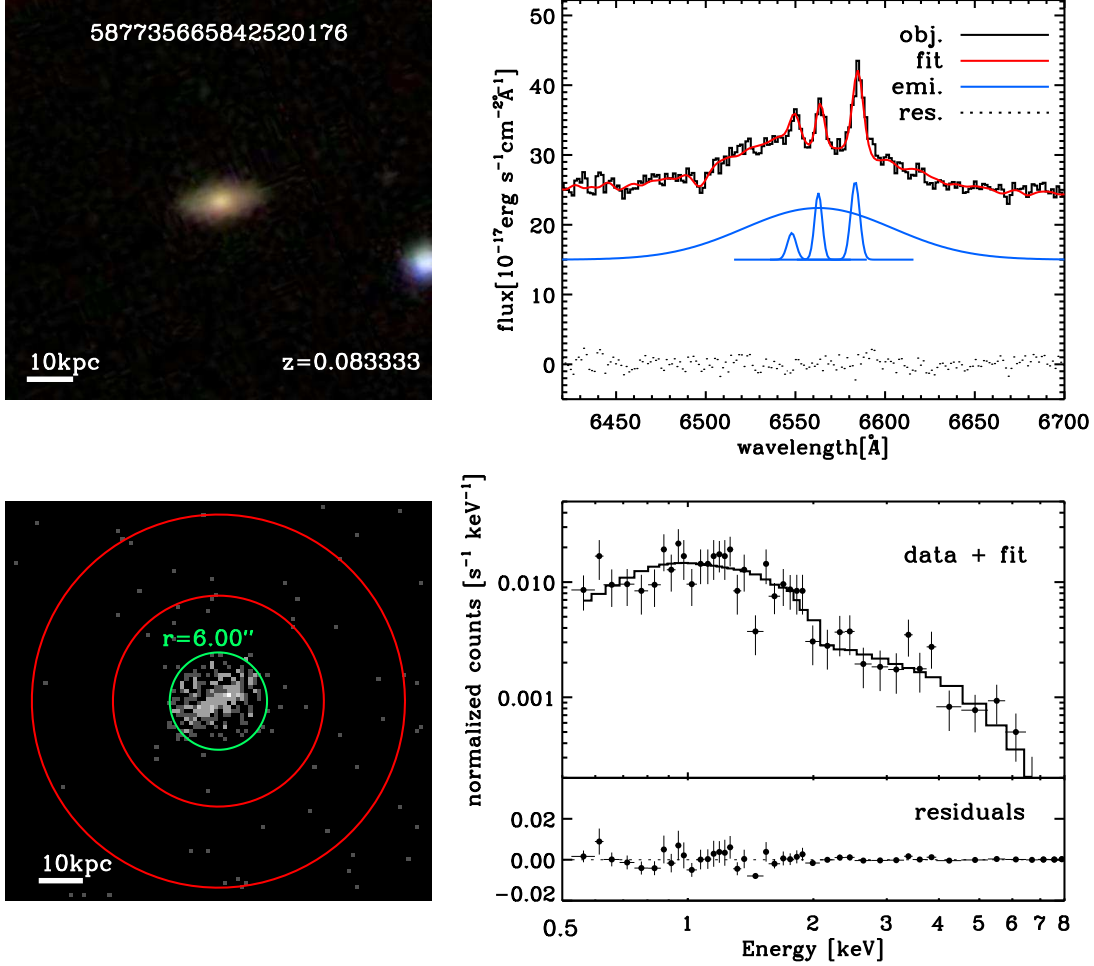 587735665842520176
10kpc
z=0.083333
flux[10⁻¹⁷erg s⁻¹cm⁻²Å⁻¹]
50
40
30
20
10
0
obj.
fit
emi.
res.
6450 6500 6550 6600 6650 6700
wavelength[Å]
r=6.00″
10kpc
normalized counts [s⁻¹ keV⁻¹]
0.010
0.001
data + fit
residuals
0.02
0.00
−0.02
0.5 1 2 3 4 5 6 7 8
Energy [keV]